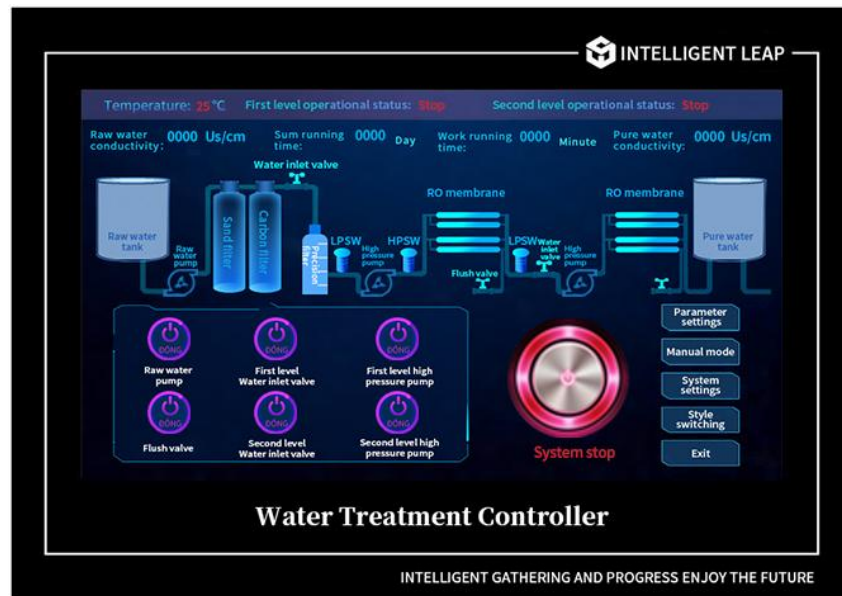 INTELLIGENT LEAP
Temperature: 25 °C First level operational status: Stop Second level operational status: Stop
Raw water conductivity: 0000 Us/cm
Sum running time: 0000 Day
Work running time: 0000 Minute
Pure water conductivity: 0000 Us/cm
Water inlet valve
RO membrane
RO membrane
Raw water tank
Sand filter
Carbon filter
Precision filter
Raw water pump
LPSW
High pressure pump
HPSW
LPSW
Water inlet valve
High pressure pump
Pure water tank
Flush valve
ĐÓNG
Raw water pump
ĐÓNG
First level Water inlet valve
ĐÓNG
First level high pressure pump
ĐÓNG
Flush valve
ĐÓNG
Second level Water inlet valve
ĐÓNG
Second level high pressure pump
System stop
Parameter settings
Manual mode
System settings
Style switching
Exit
Water Treatment Controller
INTELLIGENT GATHERING AND PROGRESS ENJOY THE FUTURE